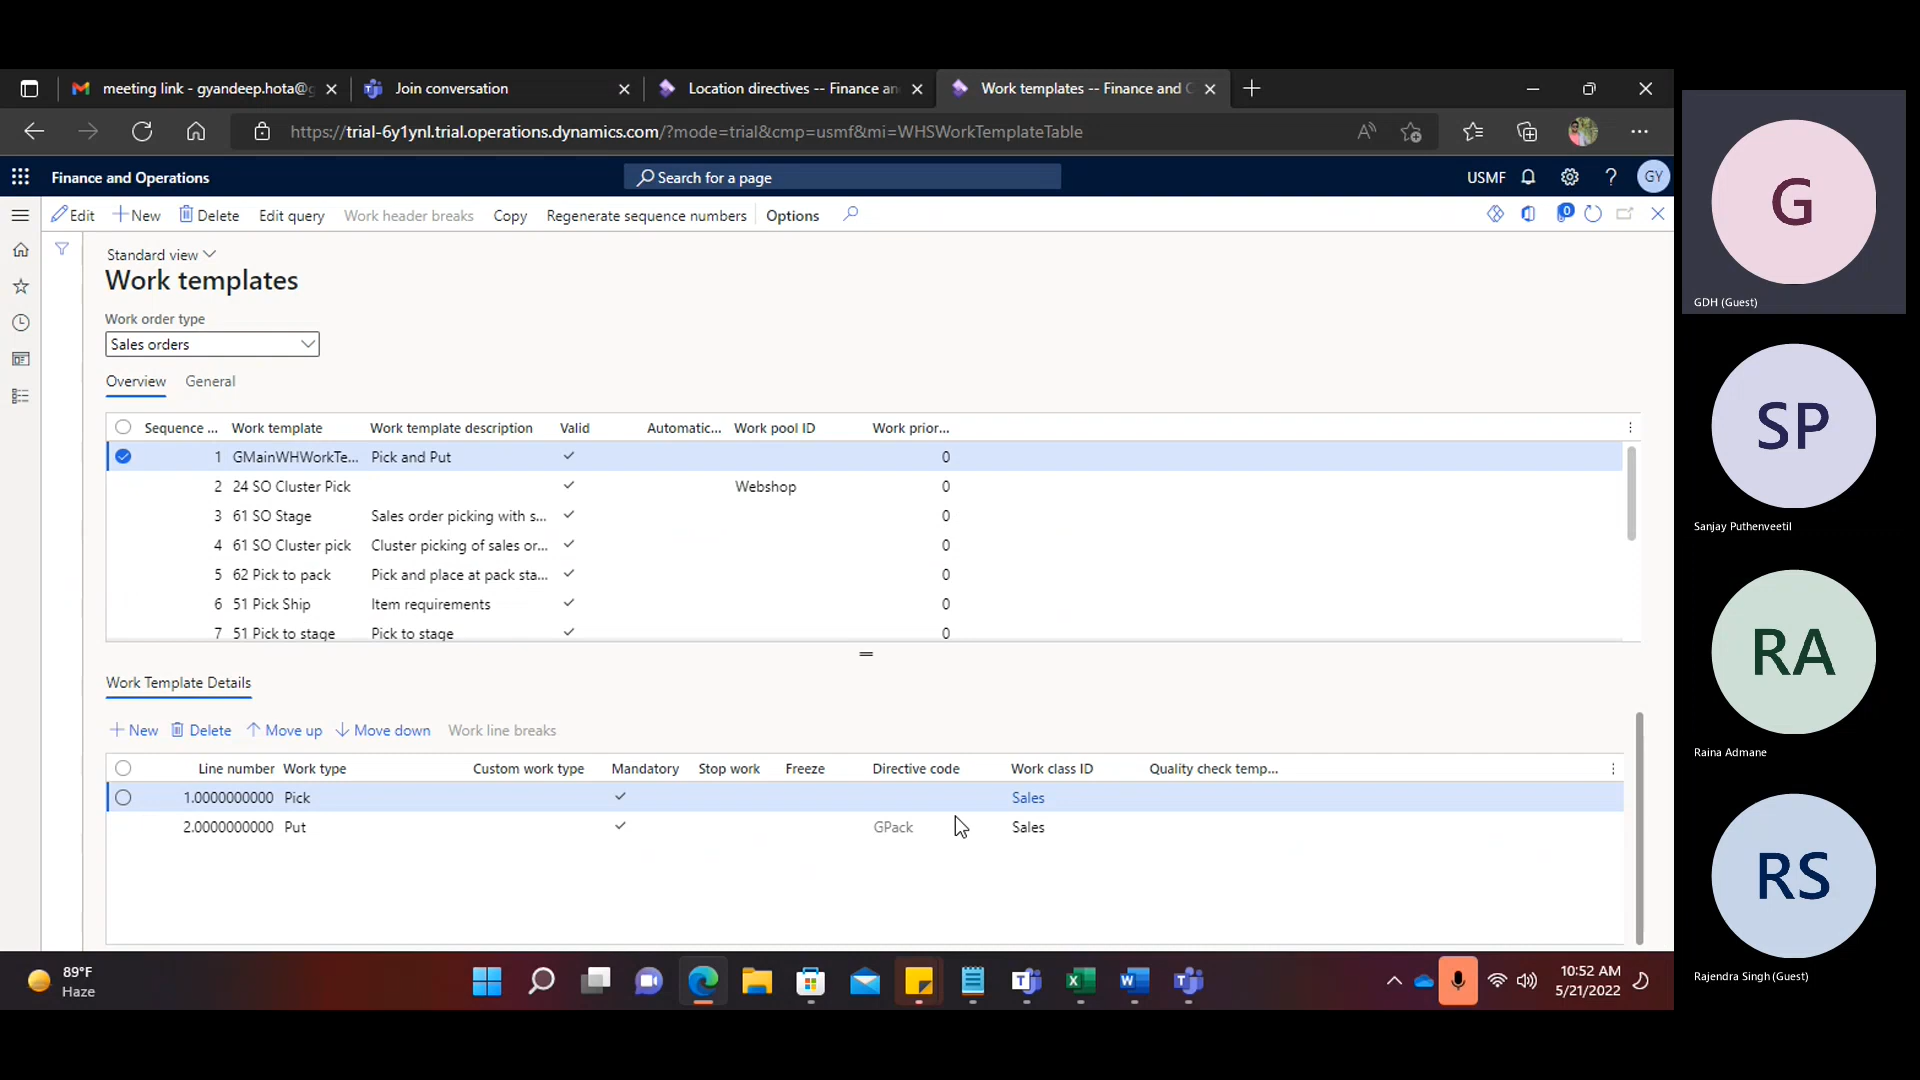 meeting link - gyandeep.hota@g
Join conversation
Location directives -- Finance an
Work templates -- Finance and O
https://trial-6y1ynl.trial.operations.dynamics.com/?mode=trial&cmp=usmf&mi=WHSWorkTemplateTable
Finance and Operations
Search for a page
USMF
GY
Edit New Delete Edit query Work header breaks Copy Regenerate sequence numbers Options
0
Standard view
Work templates
Work order type
Sales orders
Overview General
Sequence ... Work template Work template description Valid Automatic... Work pool ID Work prior...
1 GMainWHWorkTe... Pick and Put 0
2 24 SO Cluster Pick Webshop 0
3 61 SO Stage Sales order picking with s... 0
4 61 SO Cluster pick Cluster picking of sales or... 0
5 62 Pick to pack Pick and place at pack sta... 0
6 51 Pick Ship Item requirements 0
7 51 Pick to stage Pick to stage 0
Work Template Details
New Delete Move up Move down Work line breaks
Line number Work type Custom work type Mandatory Stop work Freeze Directive code Work class ID Quality check temp...
1.0000000000 Pick Sales
2.0000000000 Put GPack Sales
89°F
Haze
10:52 AM
5/21/2022
G
GDH (Guest)
SP
Sanjay Puthenveetil
RA
Raina Admane
RS
Rajendra Singh (Guest)